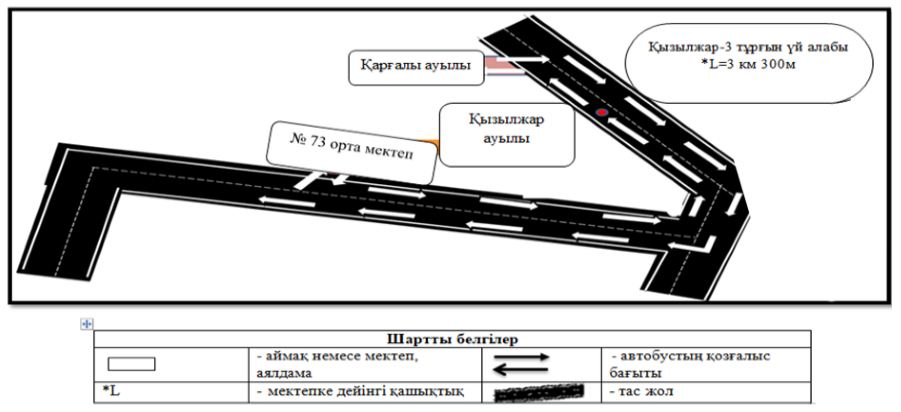 Қызылжар-3 тұрғын үй алабы
*L=3 км 300м
Қарғалы ауылы
Қызылжар
ауылы
№ 73 орта мектеп
Шартты белгілер
- аймақ немесе мектеп,
аялдама
- автобустың қозғалыс
бағыты
*L
- мектепке дейінгі қашықтық
- тас жол